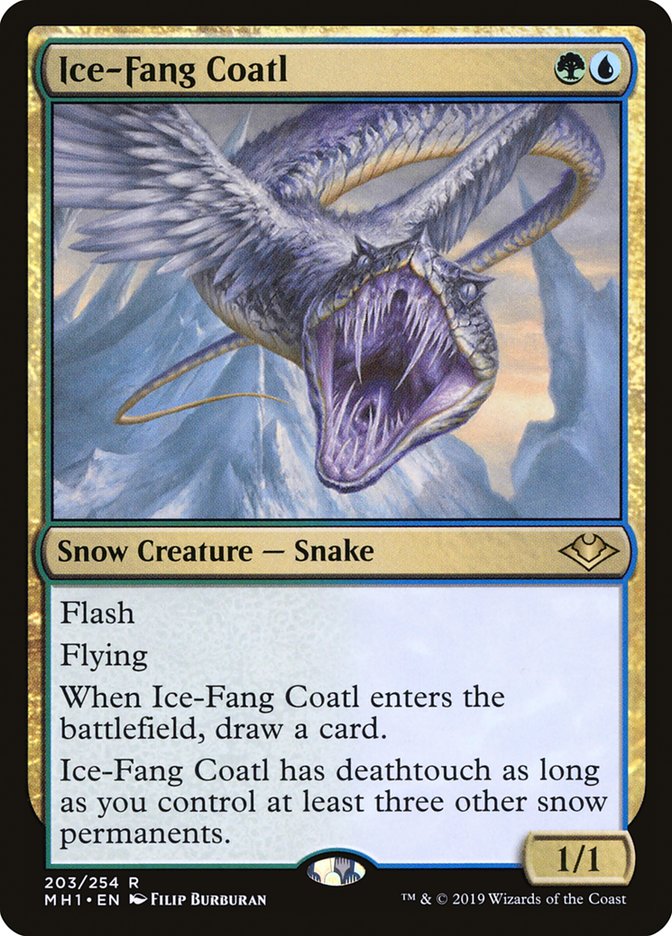 Ice-Fang Coatl
Snow Creature — Snake
Flash
Flying
When Ice-Fang Coatl enters the
battlefield, draw a card.
Ice-Fang Coatl has deathtouch as long
as you control at least three other snow
permanents.
1/1
203/254 R
MH1 • EN Filip Burburan
™ & © 2019 Wizards of the Coast